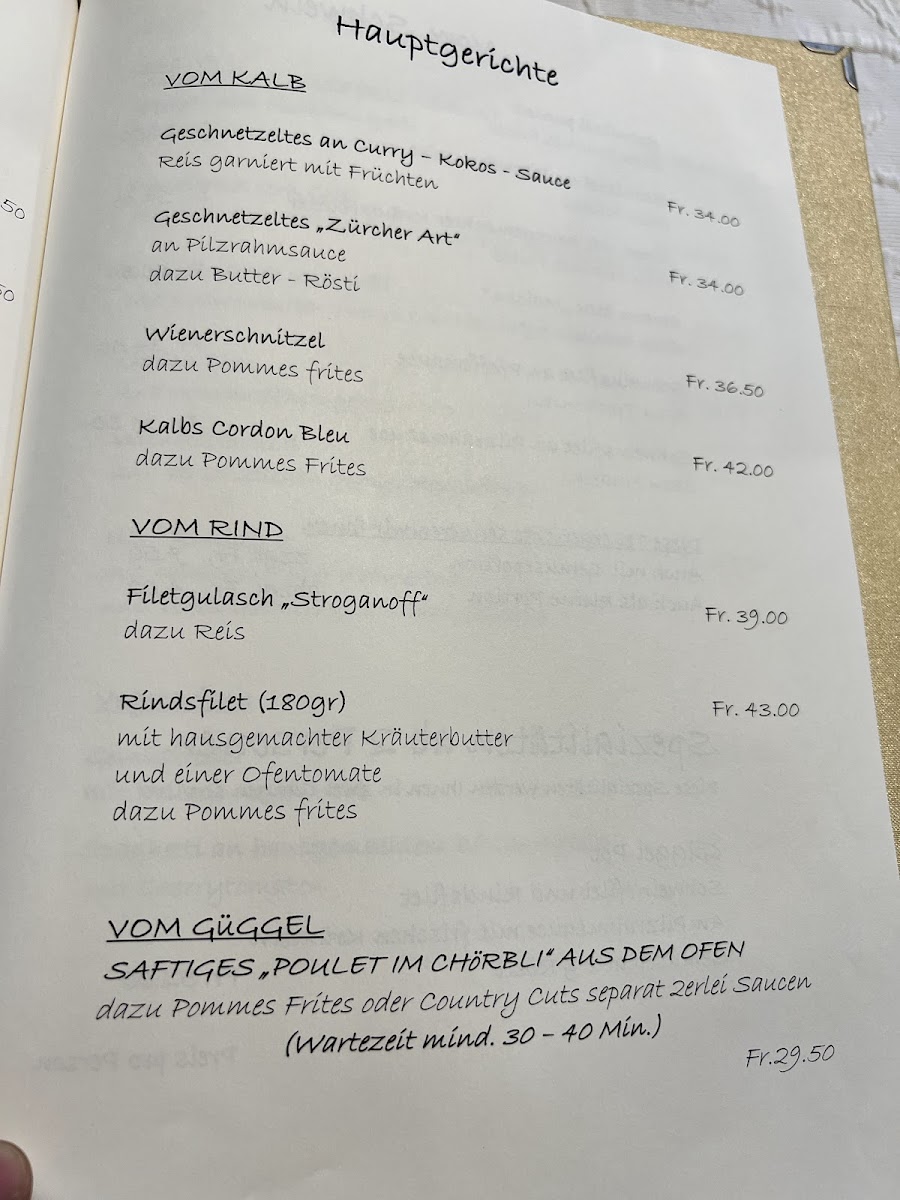 Hauptgerichte
VOM KALB
Geschnetzeltes an Curry - Kokos - Sauce
Reis garniert mit Früchten
Fr. 34.00
Geschnetzeltes „Zürcher Art“
an Pilzrahmsauce
dazu Butter - Rösti
Fr. 34.00
Wienerschnitzel
dazu Pommes frites
Fr. 36.50
Kalbs Cordon Bleu
dazu Pommes Frites
Fr. 42.00
VOM RIND
Filetgulasch „Stroganoff“
Fr. 39.00
dazu Reis
Rindsfilet (180gr)
Fr. 43.00
mit hausgemachter Kräuterbutter
und einer Ofentomate
dazu Pommes frites
VOM GÜGGEL
SAFTIGES „POULET IM CHÖRBLI“ AUS DEM OFEN
dazu Pommes Frites oder Country Cuts separat 2erlei Saucen
(Wartezeit mind. 30 – 40 Min.)
Fr.29.50